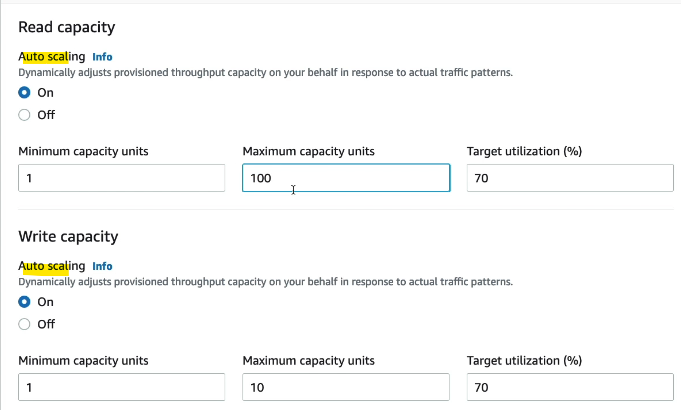 Read capacity
Auto scaling Info
Dynamically adjusts provisioned throughput capacity on your behalf in response to actual traffic patterns.
On
Off
Minimum capacity units Maximum capacity units Target utilization (%)
1 100 70
Write capacity
Auto scaling Info
Dynamically adjusts provisioned throughput capacity on your behalf in response to actual traffic patterns.
On
Off
Minimum capacity units Maximum capacity units Target utilization (%)
1 10 70